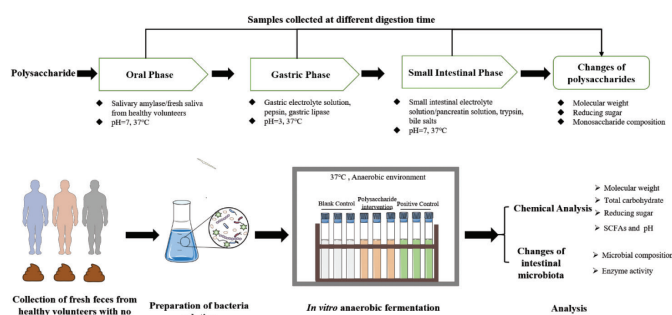 Samples collected at different digestion time
Polysaccharide
Oral Phase
Gastric Phase
Small Intestinal Phase
Changes of
polysaccharides
Salivary amylase/fresh saliva
from healthy volunteers
pH=7, 37℃
Gastric electrolyte solution,
pepsin, gastric lipase
pH=3, 37℃
Small intestinal electrolyte
solution/pancreatin solution, trypsin,
bile salts
pH=7, 37℃
Molecular weight
Reducing sugar
Monosaccharide composition
37℃, Anaerobic environment
Blank Control
Polysaccharide
intervention
Positive Control
Chemical Analysis
Molecular weight
Total carbohydrate
Reducing sugar
SCFAs and pH
Changes of
intestinal
microbiota
Microbial composition
Enzyme activity
Collection of fresh feces from
healthy volunteers with no
Preparation of bacteria
In vitro anaerobic fermentation
Analysis